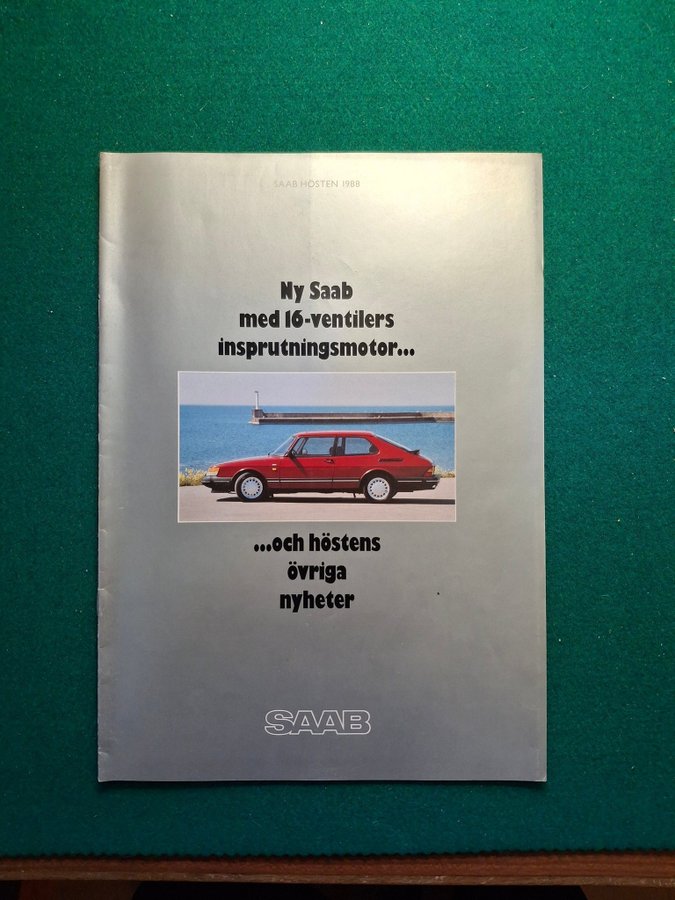 SAAB HÖSTEN 1988
Ny Saab
med 16-ventilers
insprutningsmotor...
...och höstens
övriga
nyheter
SAAB